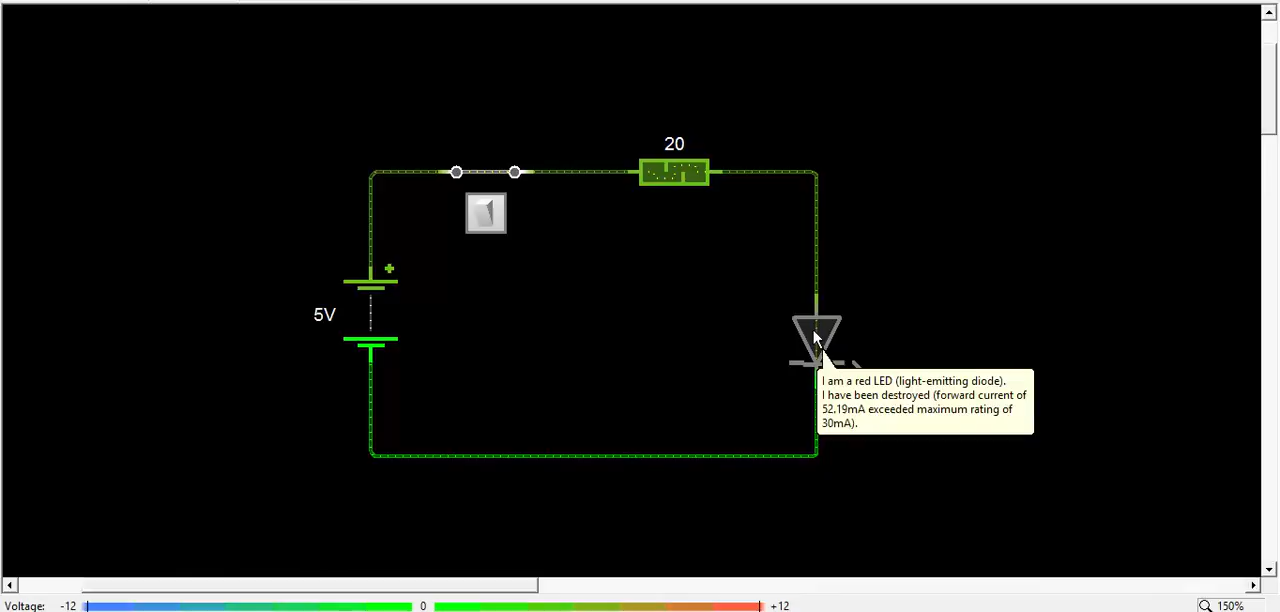 20
5V
I am a red LED (light-emitting diode).
I have been destroyed (forward current of
52.19mA exceeded maximum rating of
30mA).
Voltage: -12 0 +12 150%